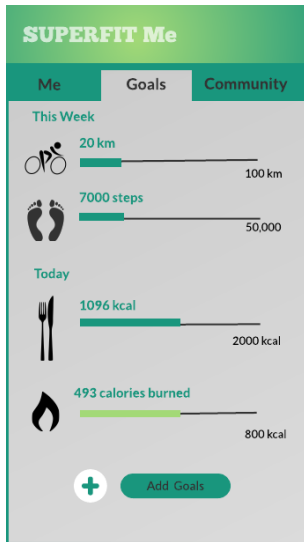 SUPERFIT Me
Me Goals Community
This Week
20 km
100 km
7000 steps
50,000
Today
1096 kcal
2000 kcal
493 calories burned
800 kcal
Add Goals